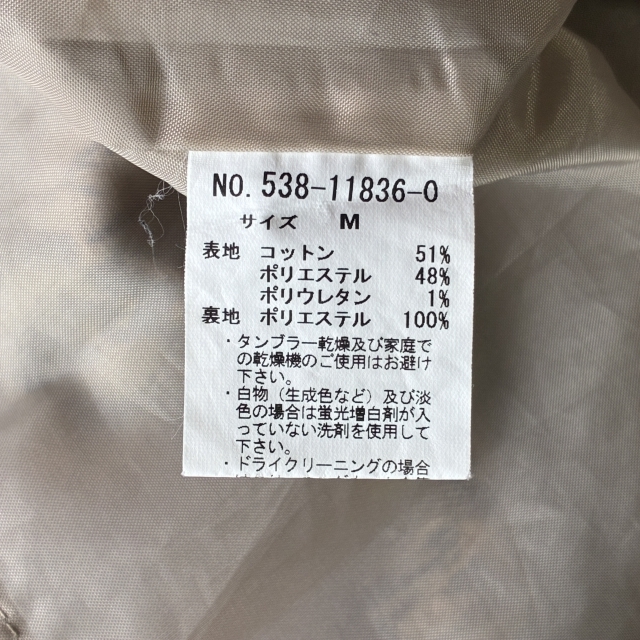 NO. 538-11836-0
サイズ M
表地 コットン 51%
ポリエステル 48%
ポリウレタン 1%
裏地 ポリエステル 100%
・タンブラー乾燥及び家庭で
の乾燥機のご使用はお避け
下さい。
・白物（生成色など）及び淡
色の場合は蛍光増白剤が入
っていない洗剤を使用して
下さい。
・ドライクリーニングの場合